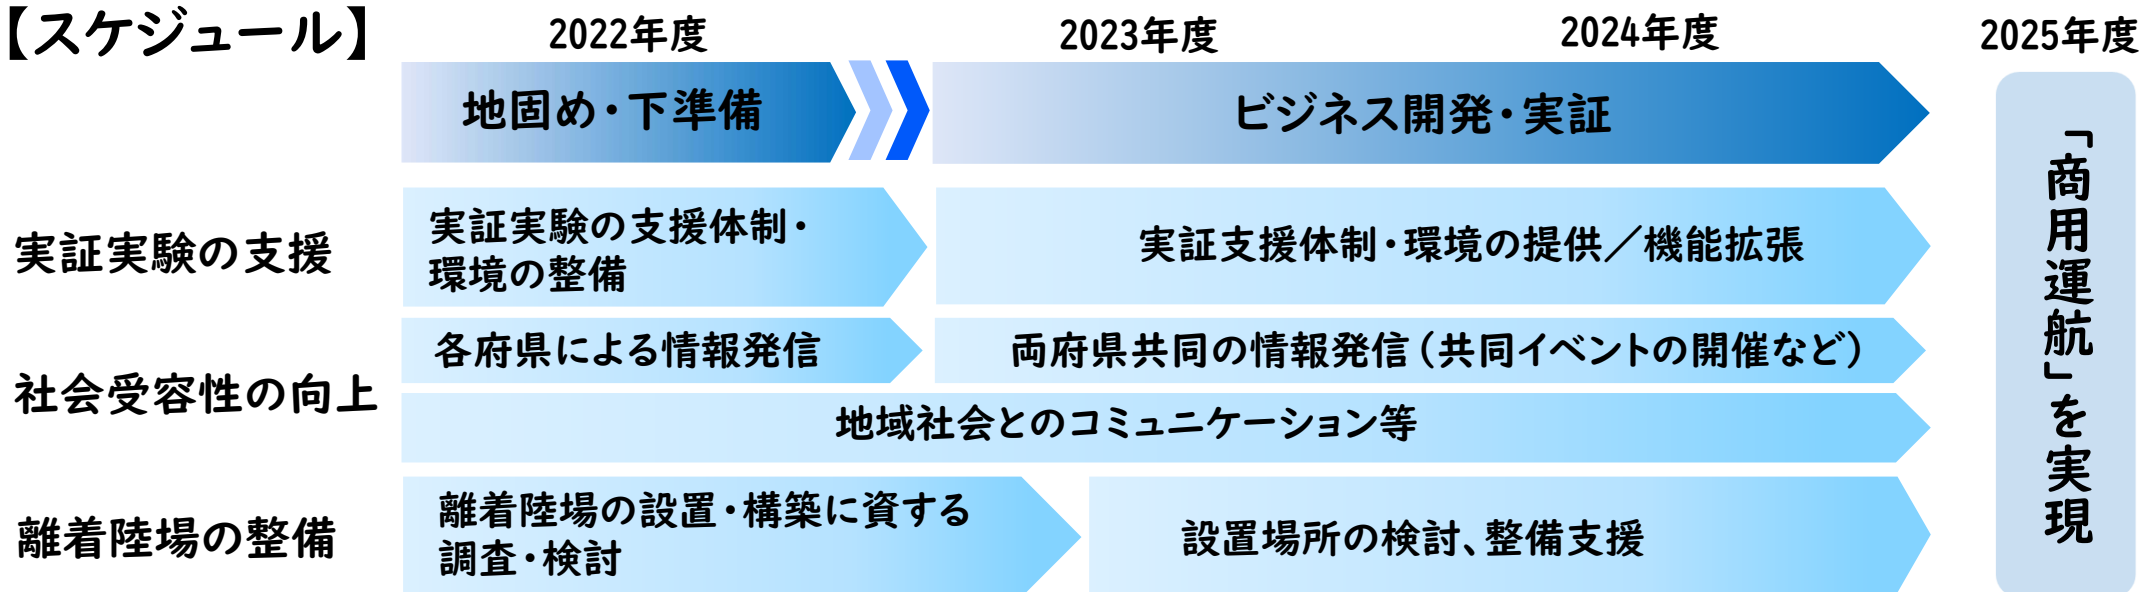 【スケジュール】
2022年度
2023年度
2024年度
2025年度
地固め・下準備
ビジネス開発・実証
実証実験の支援
実証実験の支援体制・
環境の整備
実証支援体制・環境の提供／機能拡張
社会受容性の向上
各府県による情報発信
両府県共同の情報発信（共同イベントの開催など）
地域社会とのコミュニケーション等
離着陸場の整備
離着陸場の設置・構築に資する
調査・検討
設置場所の検討、整備支援
「商用運航」を実現